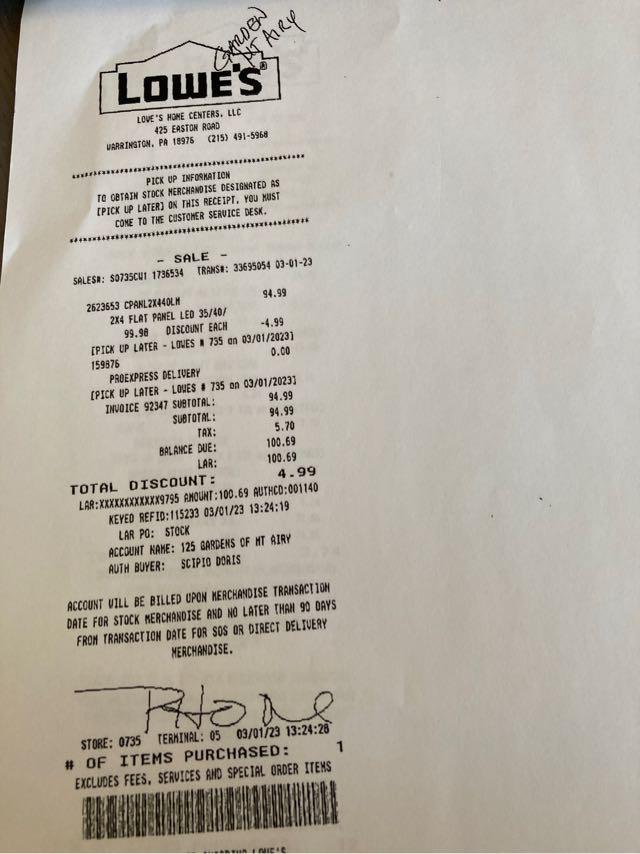 GARDEN
MT AIRY
LOWE'S®
LOWE'S HOME CENTERS, LLC
425 EASTON ROAD
WARRINGTON, PA 18976 (215) 491-5968
PICK UP INFORMATION
TO OBTAIN STOCK MERCHANDISE DESIGNATED AS
[PICK UP LATER] ON THIS RECEIPT, YOU MUST
COME TO THE CUSTOMER SERVICE DESK.
- SALE -
SALES#: S0735CW1 1736534 TRANS#: 33695054 03-01-23
2623653 CPANL2X440LM 94.99
2X4 FLAT PANEL LED 35/40/
99.98 DISCOUNT EACH -4.99
[PICK UP LATER - LOWES # 735 on 03/01/2023]
159876 0.00
PROEXPRESS DELIVERY
[PICK UP LATER - LOWES # 735 on 03/01/2023]
INVOICE 92347 SUBTOTAL: 94.99
SUBTOTAL: 94.99
TAX: 5.70
BALANCE DUE: 100.69
LAR: 100.69
TOTAL DISCOUNT: 4.99
LAR:XXXXXXXXXXXX9795 AMOUNT:100.69 AUTHCD:001140
KEYED REFID:115233 03/01/23 13:24:19
LAR PO: STOCK
ACCOUNT NAME: 125 GARDENS OF MT AIRY
AUTH BUYER: SCIPIO DORIS
ACCOUNT WILL BE BILLED UPON MERCHANDISE TRANSACTION
DATE FOR STOCK MERCHANDISE AND NO LATER THAN 90 DAYS
FROM TRANSACTION DATE FOR SOS OR DIRECT DELIVERY
MERCHANDISE.
STORE: 0735 TERMINAL: 05 03/01/23 13:24:26
# OF ITEMS PURCHASED: 1
EXCLUDES FEES, SERVICES AND SPECIAL ORDER ITEMS